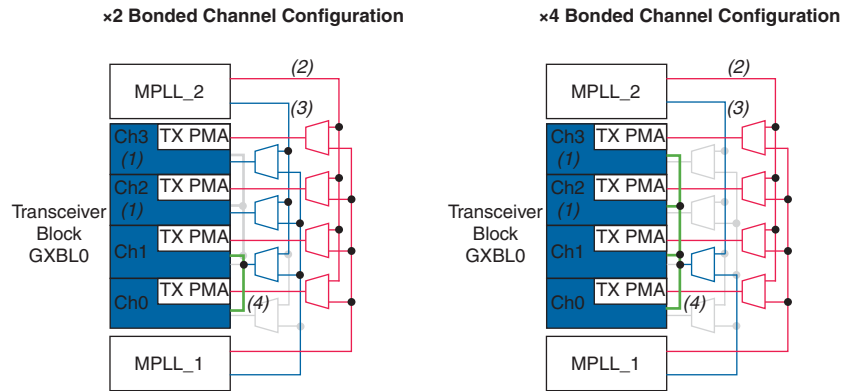 ×2 Bonded Channel Configuration
×4 Bonded Channel Configuration
MPLL_2
(2)
(3)
Ch3
(1)
TX PMA
Ch2
(1)
TX PMA
Transceiver
Block
GXBL0
Ch1
TX PMA
Ch0
TX PMA
(4)
MPLL_1
MPLL_2
(2)
(3)
Ch3
(1)
TX PMA
Ch2
(1)
TX PMA
Transceiver
Block
GXBL0
Ch1
TX PMA
Ch0
TX PMA
(4)
MPLL_1